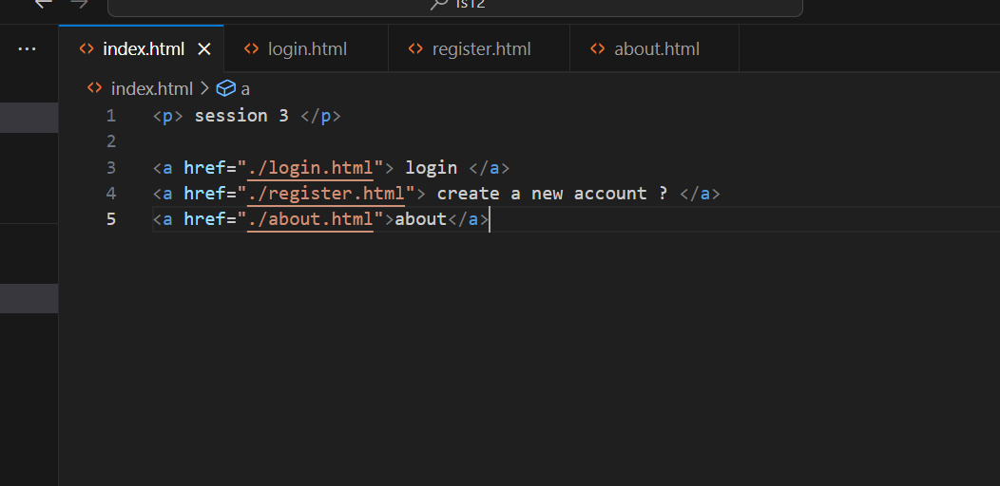 fs12
index.html
login.html
register.html
about.html
index.html > a
1 <p> session 3 </p>
2
3 <a href="./login.html"> login </a>
4 <a href="./register.html"> create a new account ? </a>
5 <a href="./about.html">about</a>